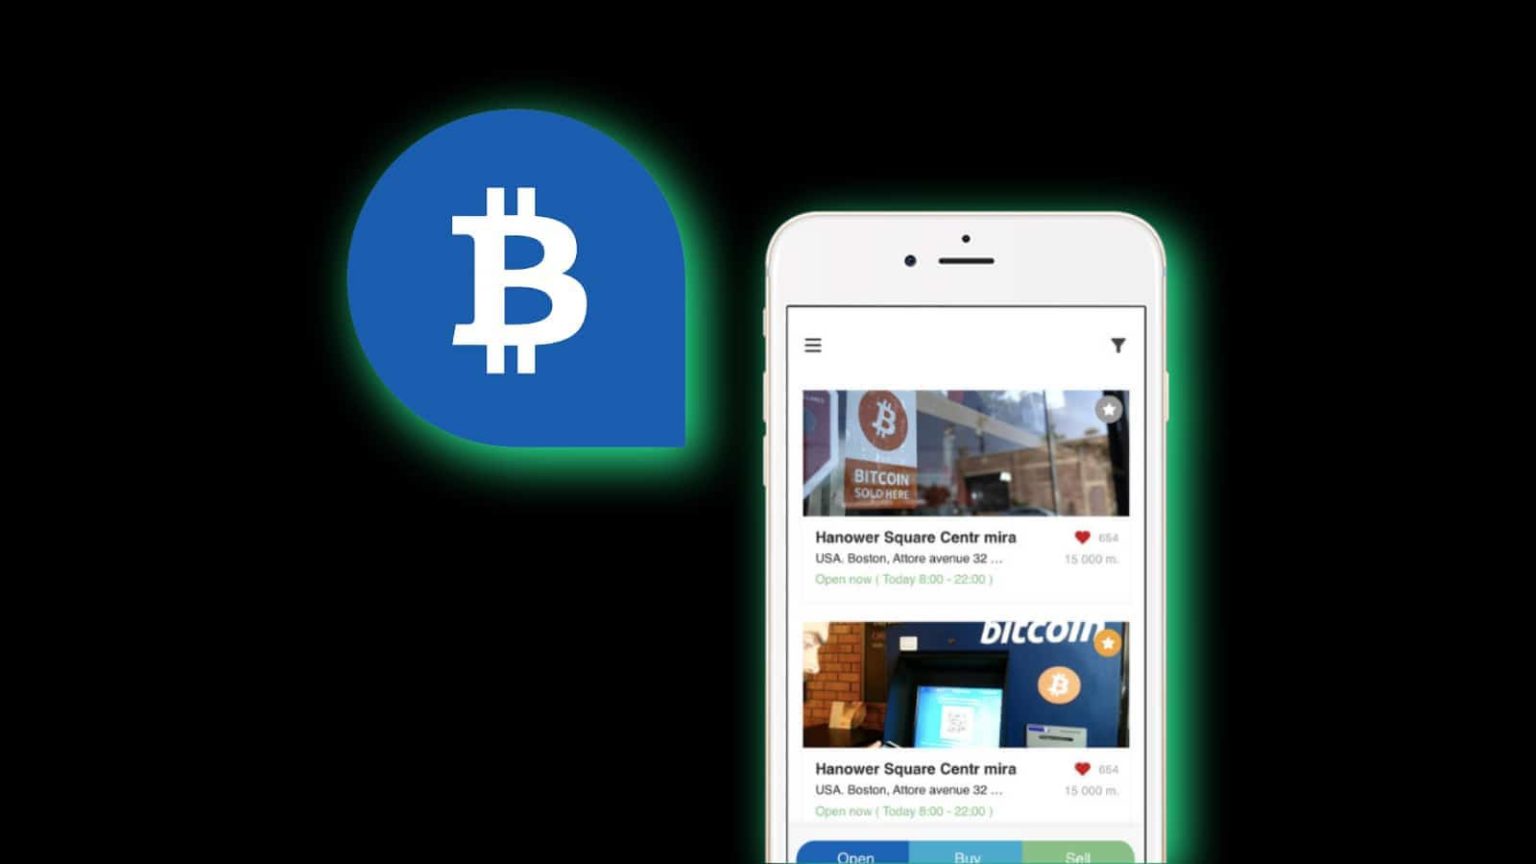 BITCOIN
SOLD HERE
Hanower Square Centr mira
654
USA. Boston, Attore avenue 32 ...
15 000 m.
Open now ( Today 8:00 - 22:00 )
bitcoin
Hanower Square Centr mira
654
USA. Boston, Attore avenue 32 ...
15 000 m.
Open now ( Today 8:00 - 22:00 )
Open Buy Sell